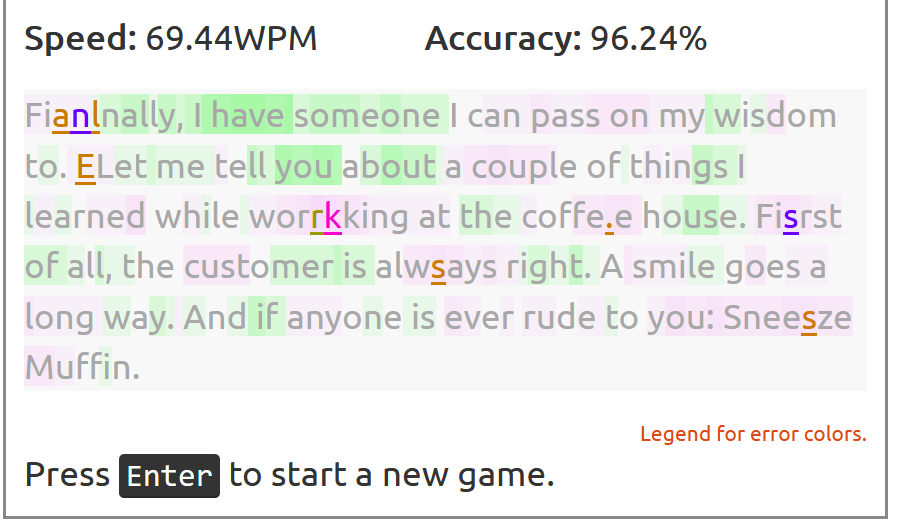 Speed: 69.44WPM Accuracy: 96.24%
Fianlnally, I have someone I can pass on my wisdom
to. ELet me tell you about a couple of things I
learned while worrkking at the coffe.e house. Fisrst
of all, the customer is alwsays right. A smile goes a
long way. And if anyone is ever rude to you: Sneesze
Muffin.
Legend for error colors.
Press Enter to start a new game.